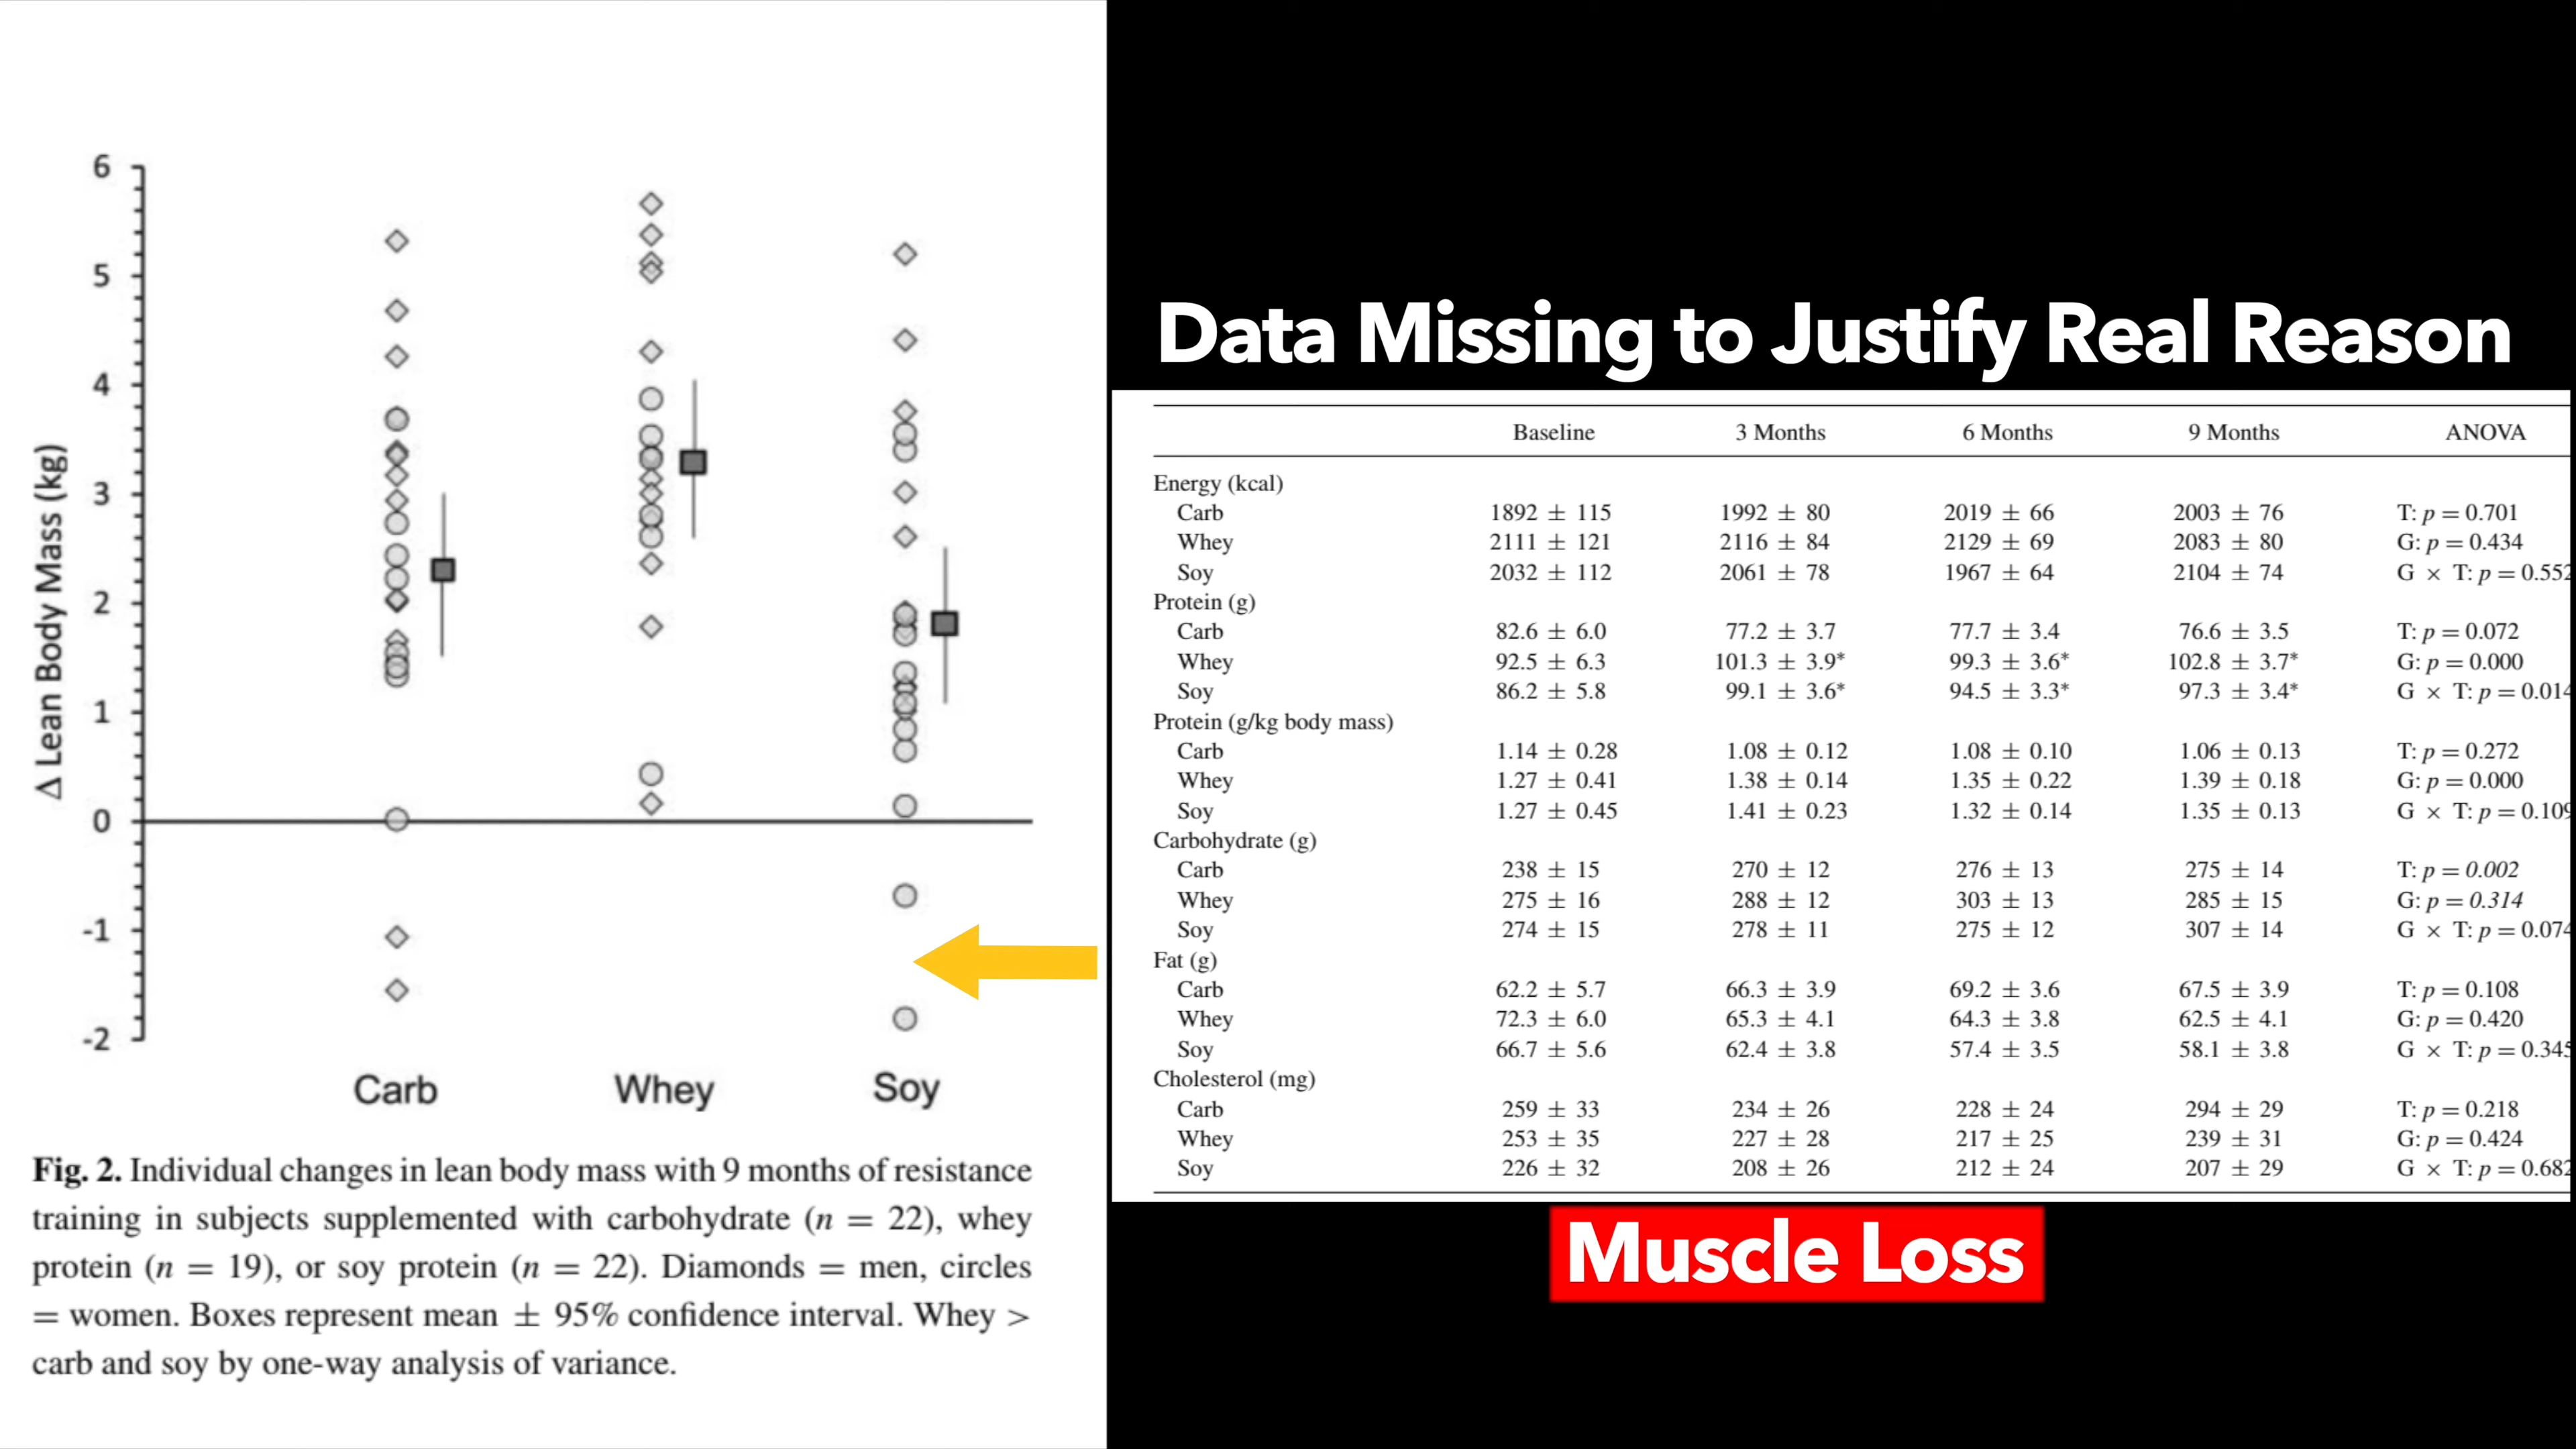 6
5
4
3
2
1
0
-1
-2
Δ Lean Body Mass (kg)
Carb Whey Soy
Fig. 2. Individual changes in lean body mass with 9 months of resistance
training in subjects supplemented with carbohydrate (n = 22), whey
protein (n = 19), or soy protein (n = 22). Diamonds = men, circles
= women. Boxes represent mean ± 95% confidence interval. Whey >
carb and soy by one-way analysis of variance.
Data Missing to Justify Real Reason
Baseline 3 Months 6 Months 9 Months ANOVA
Energy (kcal)
Carb 1892 ± 115 1992 ± 80 2019 ± 66 2003 ± 76 T: p = 0.701
Whey 2111 ± 121 2116 ± 84 2129 ± 69 2083 ± 80 G: p = 0.434
Soy 2032 ± 112 2061 ± 78 1967 ± 64 2104 ± 74 G × T: p = 0.552
Protein (g)
Carb 82.6 ± 6.0 77.2 ± 3.7 77.7 ± 3.4 76.6 ± 3.5 T: p = 0.072
Whey 92.5 ± 6.3 101.3 ± 3.9* 99.3 ± 3.6* 102.8 ± 3.7* G: p = 0.000
Soy 86.2 ± 5.8 99.1 ± 3.6* 94.5 ± 3.3* 97.3 ± 3.4* G × T: p = 0.014
Protein (g/kg body mass)
Carb 1.14 ± 0.28 1.08 ± 0.12 1.08 ± 0.10 1.06 ± 0.13 T: p = 0.272
Whey 1.27 ± 0.41 1.38 ± 0.14 1.35 ± 0.22 1.39 ± 0.18 G: p = 0.000
Soy 1.27 ± 0.45 1.41 ± 0.23 1.32 ± 0.14 1.35 ± 0.13 G × T: p = 0.109
Carbohydrate (g)
Carb 238 ± 15 270 ± 12 276 ± 13 275 ± 14 T: p = 0.002
Whey 275 ± 16 288 ± 12 303 ± 13 285 ± 15 G: p = 0.314
Soy 274 ± 15 278 ± 11 275 ± 12 307 ± 14 G × T: p = 0.074
Fat (g)
Carb 62.2 ± 5.7 66.3 ± 3.9 69.2 ± 3.6 67.5 ± 3.9 T: p = 0.108
Whey 72.3 ± 6.0 65.3 ± 4.1 64.3 ± 3.8 62.5 ± 4.1 G: p = 0.420
Soy 66.7 ± 5.6 62.4 ± 3.8 57.4 ± 3.5 58.1 ± 3.8 G × T: p = 0.345
Cholesterol (mg)
Carb 259 ± 33 234 ± 26 228 ± 24 294 ± 29 T: p = 0.218
Whey 253 ± 35 227 ± 28 217 ± 25 239 ± 31 G: p = 0.424
Soy 226 ± 32 208 ± 26 212 ± 24 207 ± 29 G × T: p = 0.682
Muscle Loss